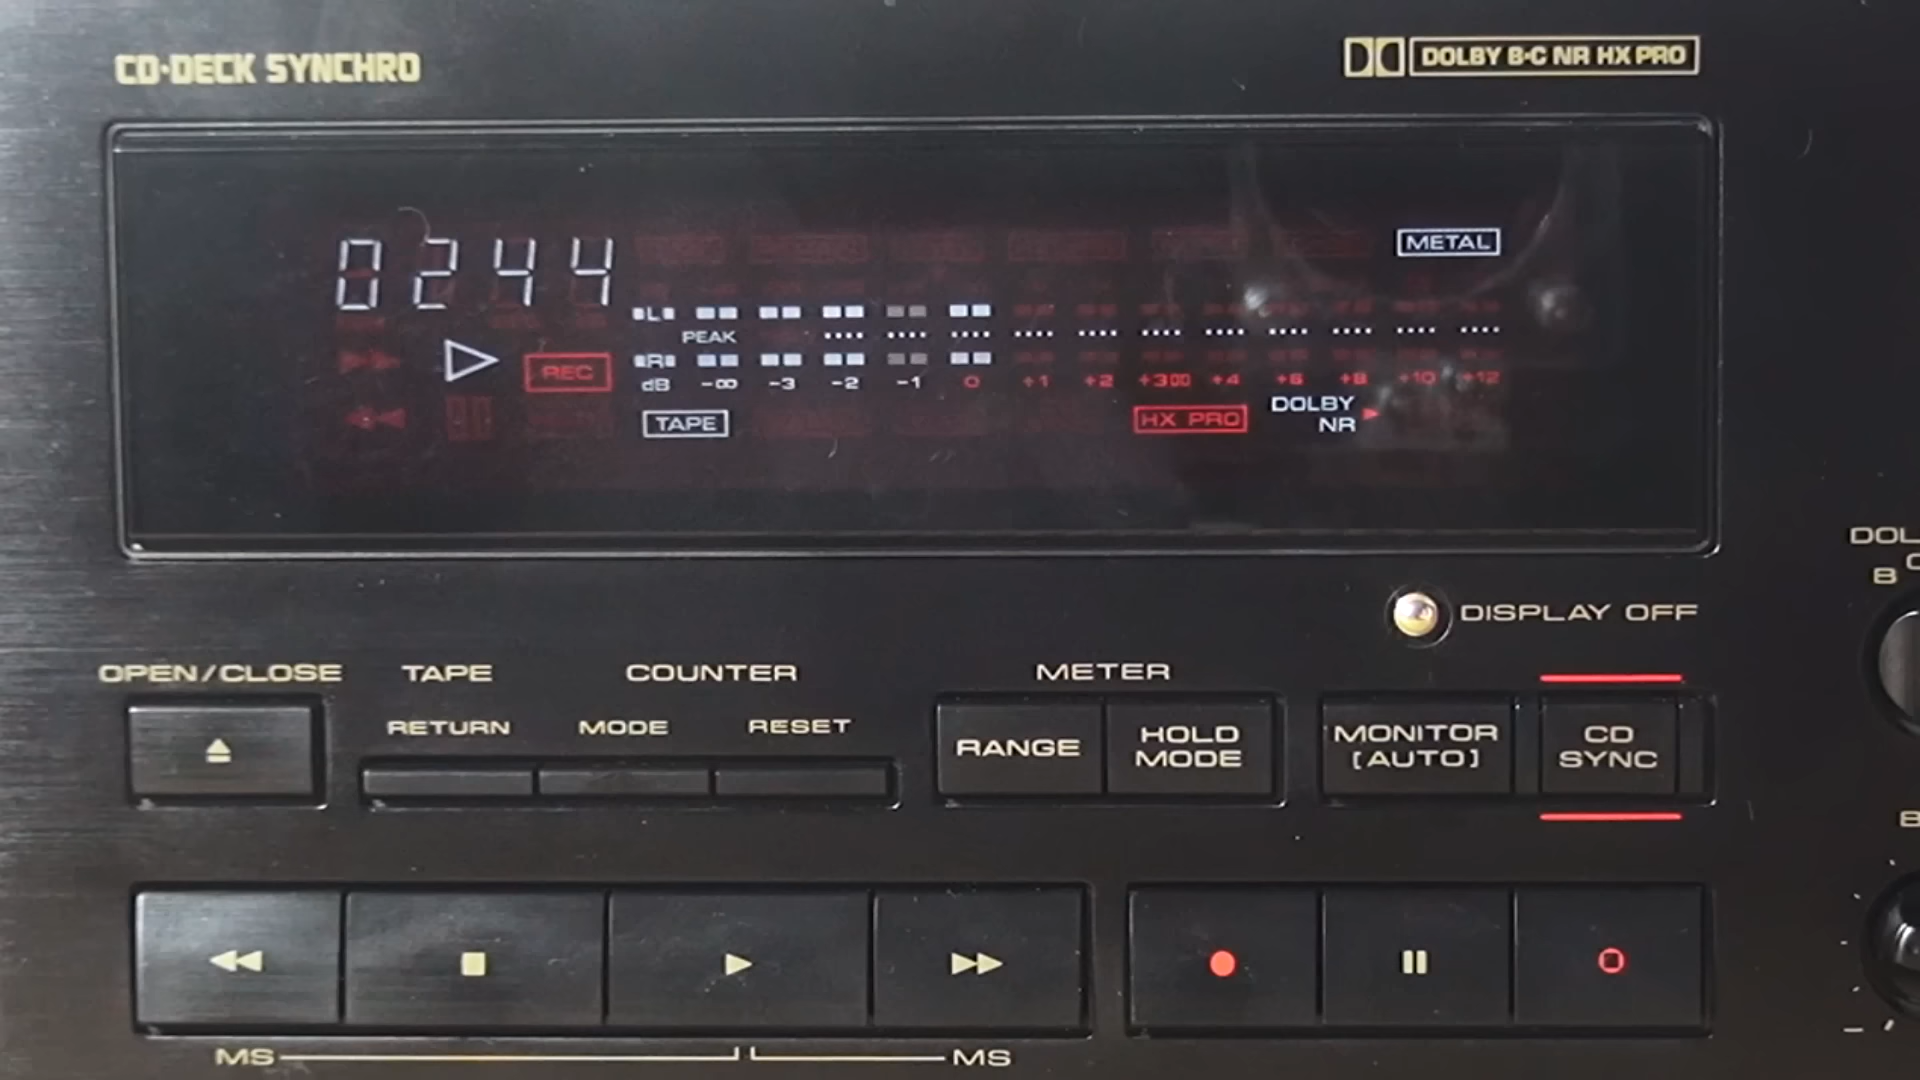 CD·DECK SYNCHRO
DOLBY B·C NR HX PRO
0244
METAL
L
PEAK
REC
R
dB -∞ -3 -2 -1 0 +1 +2 +3 +4 +6 +8 +10 +12
TAPE
HX PRO
DOLBY
NR
DISPLAY OFF
B
OPEN/CLOSE
TAPE
COUNTER
METER
RETURN
MODE
RESET
RANGE
HOLD
MODE
MONITOR
[AUTO]
CD
SYNC
MS
MS